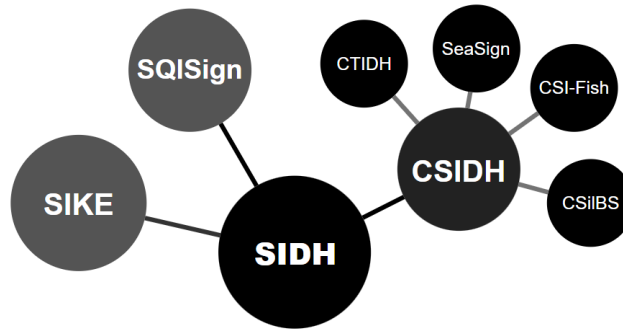 SQISign
CTIDH
SeaSign
CSI-Fish
CSIDH
CSilBS
SIKE
SIDH